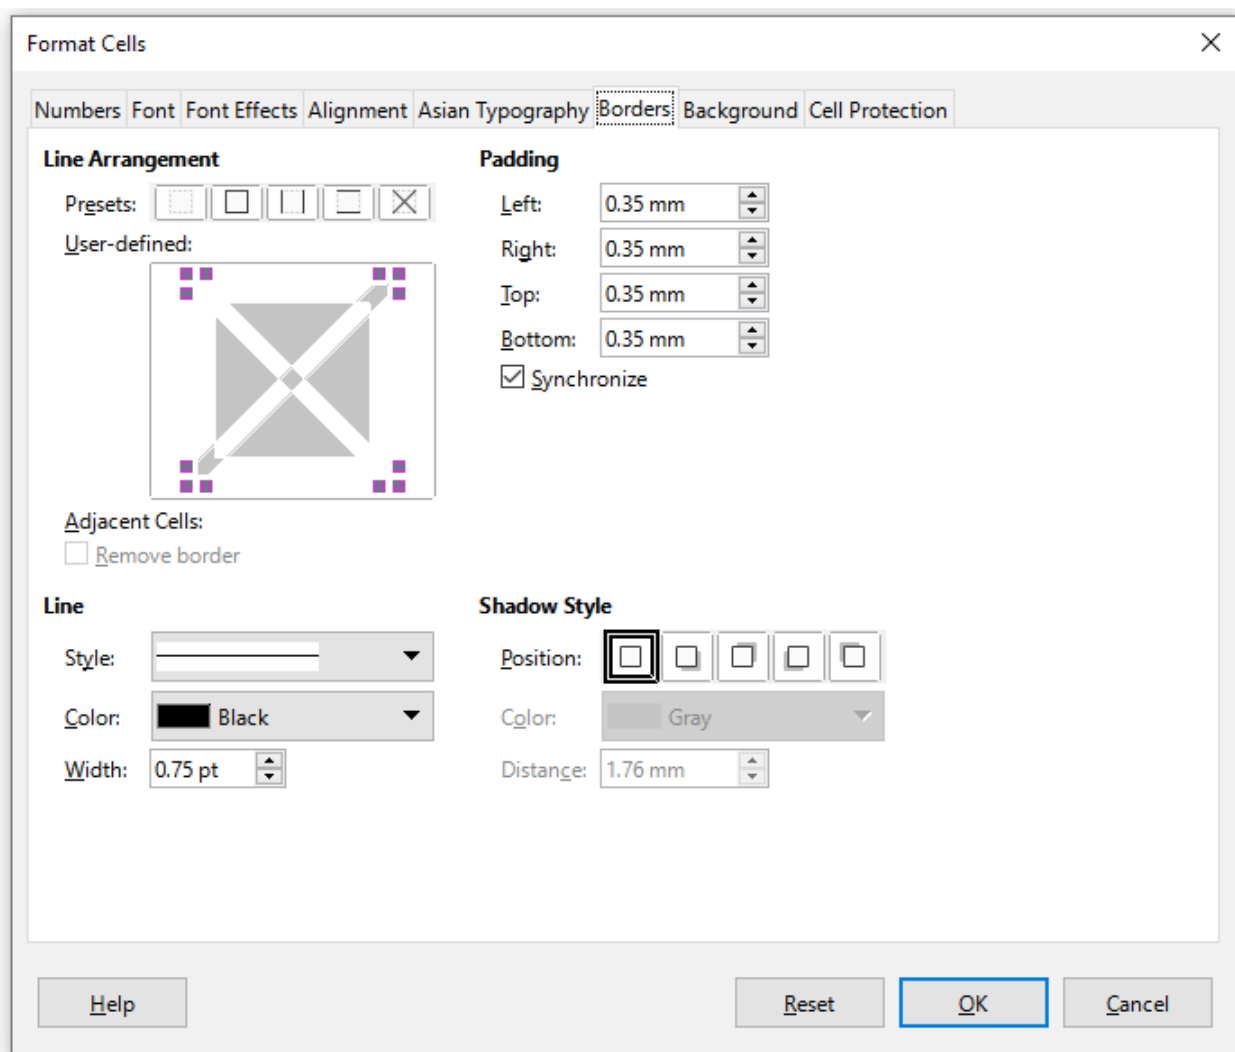 Format Cells
Numbers Font Font Effects Alignment Asian Typography Borders Background Cell Protection
Line Arrangement
Presets:
User-defined:
Adjacent Cells:
Remove border
Padding
Left: 0.35 mm
Right: 0.35 mm
Top: 0.35 mm
Bottom: 0.35 mm
Synchronize
Line
Style:
Color: Black
Width: 0.75 pt
Shadow Style
Position:
Color: Gray
Distance: 1.76 mm
Help Reset OK Cancel